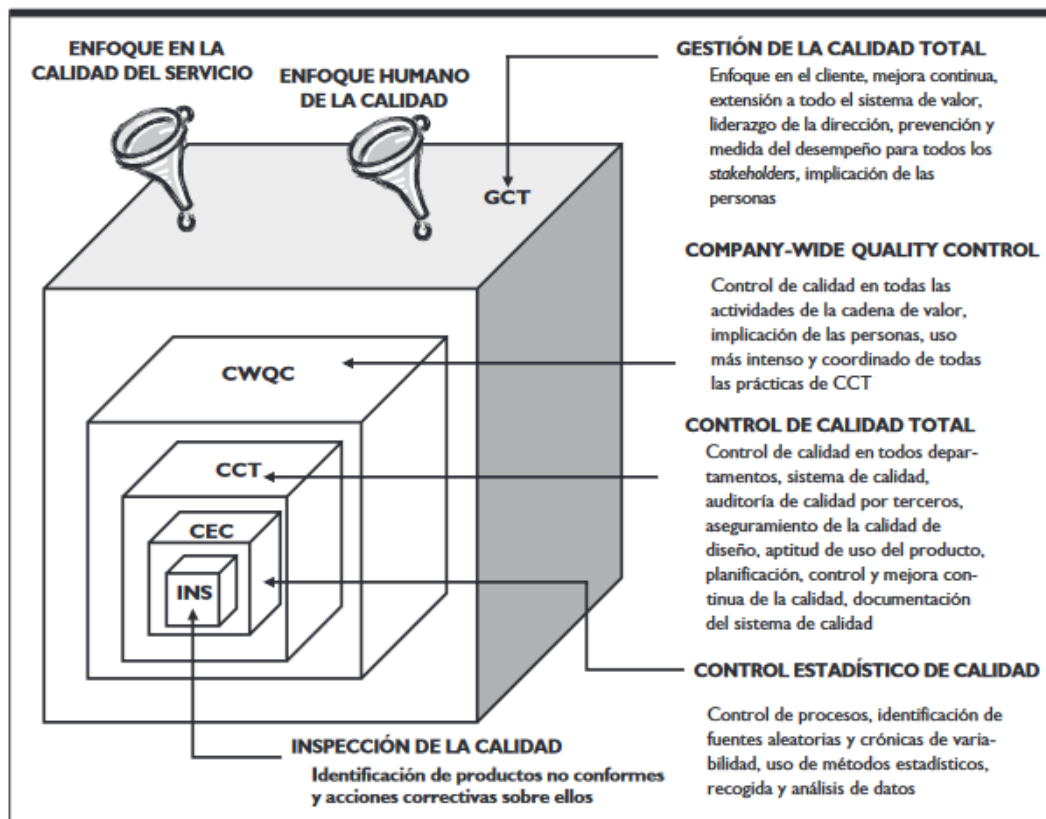 ENFOQUE EN LA
CALIDAD DEL SERVICIO
ENFOQUE HUMANO
DE LA CALIDAD
GESTIÓN DE LA CALIDAD TOTAL
Enfoque en el cliente, mejora continua,
extensión a todo el sistema de valor,
liderazgo de la dirección, prevención y
medida del desempeño para todos los
stakeholders, implicación de las
personas
GCT
COMPANY-WIDE QUALITY CONTROL
Control de calidad en todas las
actividades de la cadena de valor,
implicación de las personas, uso
más intenso y coordinado de todas
las prácticas de CCT
CWQC
CONTROL DE CALIDAD TOTAL
Control de calidad en todos depar-
tamentos, sistema de calidad,
auditoría de calidad por terceros,
aseguramiento de la calidad de
diseño, aptitud de uso del producto,
planificación, control y mejora con-
tinua de la calidad, documentación
del sistema de calidad
CCT
CEC
INS
CONTROL ESTADÍSTICO DE CALIDAD
Control de procesos, identificación de
fuentes aleatorias y crónicas de varia-
bilidad, uso de métodos estadísticos,
recogida y análisis de datos
INSPECCIÓN DE LA CALIDAD
Identificación de productos no conformes
y acciones correctivas sobre ellos